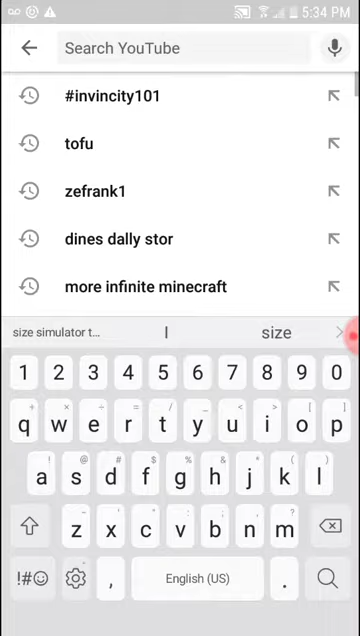 5:34 PM
Search YouTube
#invincity101
tofu
zefrank1
dines dally stor
more infinite minecraft
size simulator t... I size
1 2 3 4 5 6 7 8 9 0
+ × ÷ = / _ < > [ ]
q w e r t y u i o p
! @ # $ % & * ( )
a s d f g h j k l
- ' " : ; , ?
z x c v b n m
!#☺ , English (US) .